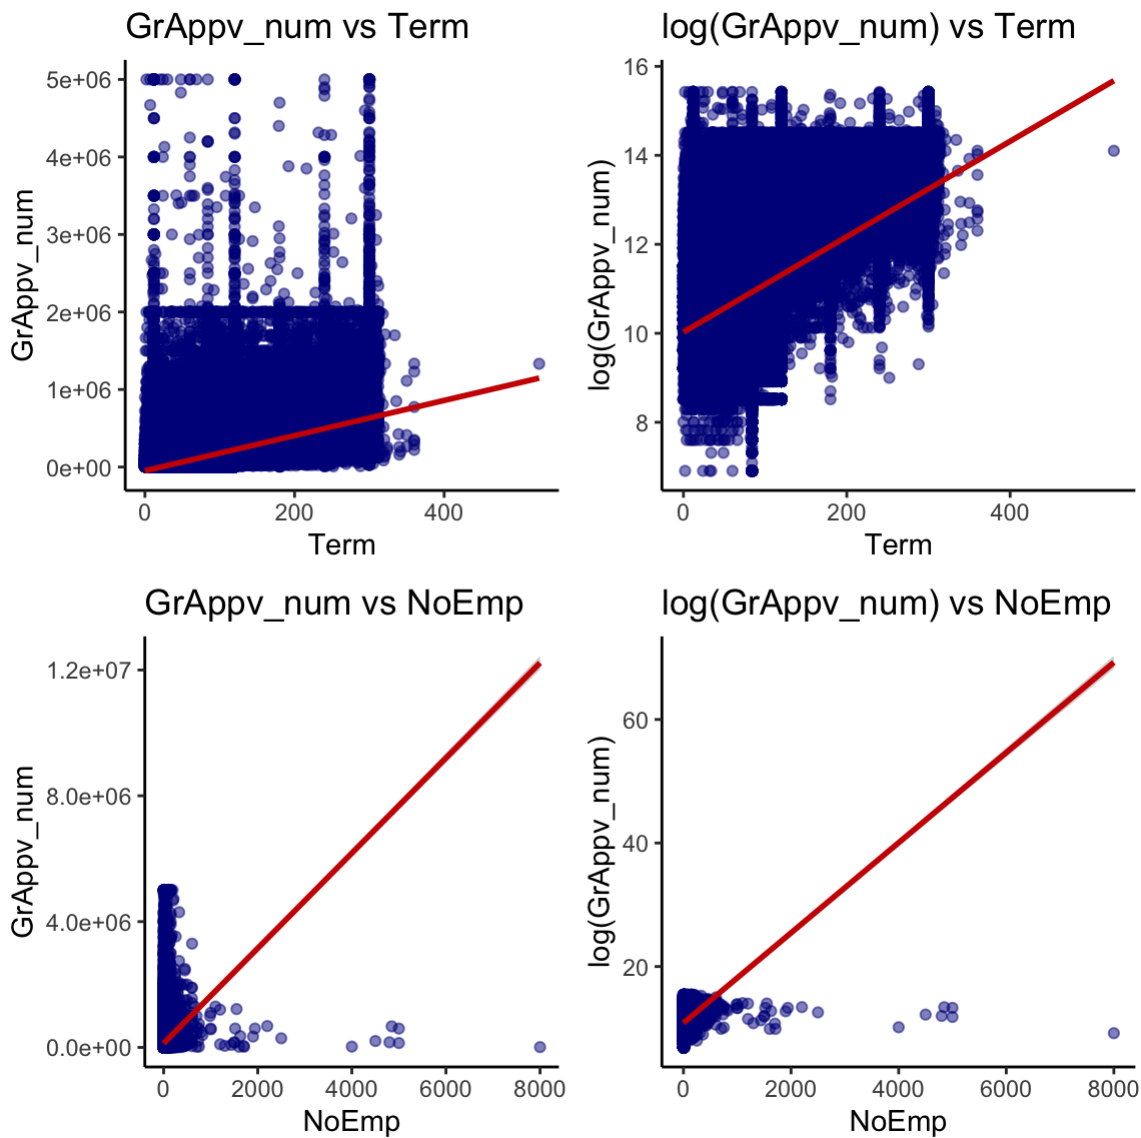 GrAppv_num vs Term
5e+06
4e+06
3e+06
2e+06
1e+06
0e+00
GrAppv_num
0
200
400
Term
log(GrAppv_num) vs Term
16
14
12
10
8
log(GrAppv_num)
0
200
400
Term
GrAppv_num vs NoEmp
1.2e+07
8.0e+06
4.0e+06
0.0e+00
GrAppv_num
0
2000
4000
6000
8000
NoEmp
log(GrAppv_num) vs NoEmp
60
40
20
log(GrAppv_num)
0
2000
4000
6000
8000
NoEmp